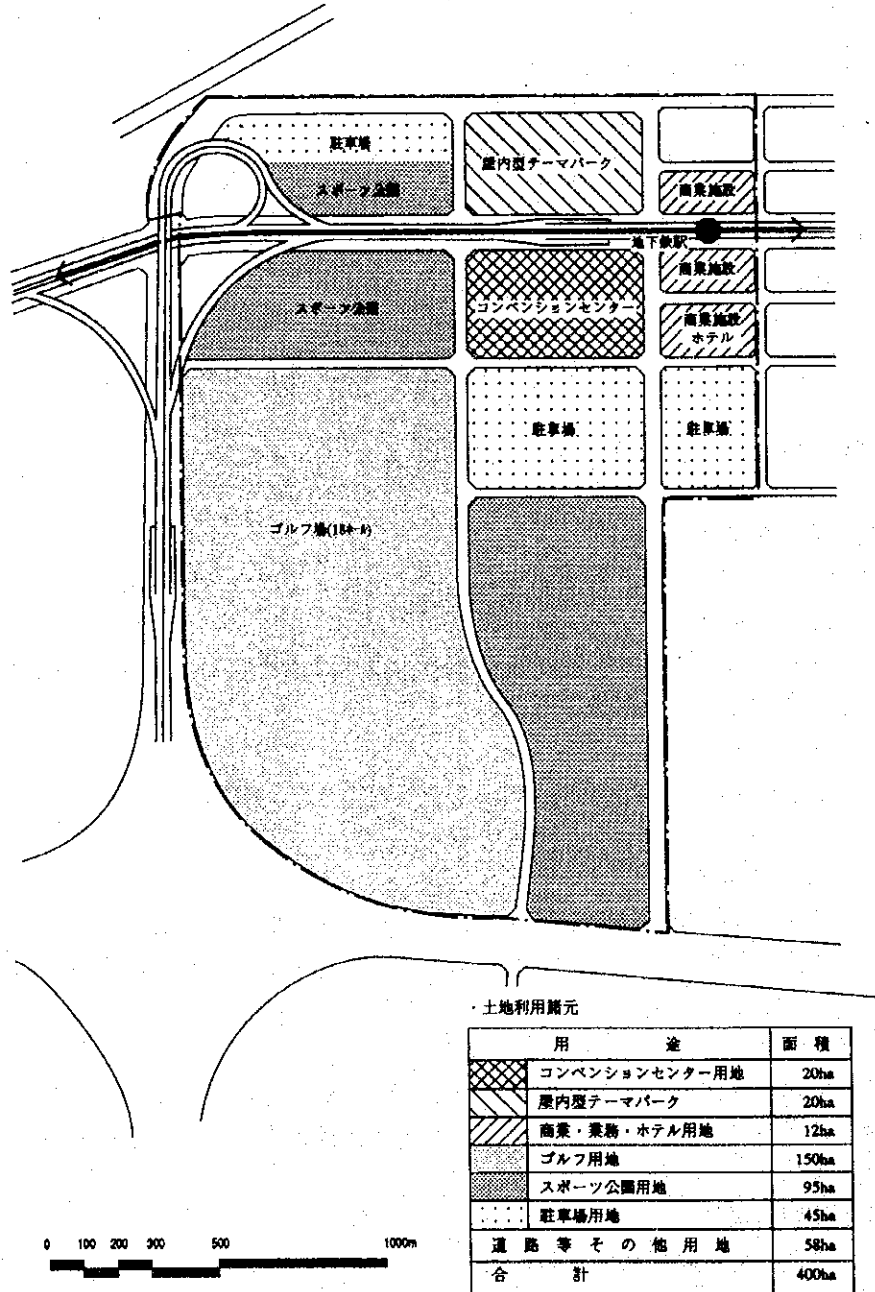 駐車場
スポーツ公園
屋内型テーマパーク
商業施設
地下鉄駅
スポーツ公園
コンベンションセンター
商業施設
商業施設
ホテル
駐車場
駐車場
ゴルフ場(18ホール)
・土地利用諸元
用途 面積
コンベンションセンター用地 20ha
屋内型テーマパーク 20ha
商業・業務・ホテル用地 12ha
ゴルフ用地 150ha
スポーツ公園用地 95ha
駐車場用地 45ha
道路等その他用地 58ha
合計 400ha
0 100 200 300 500 1000m